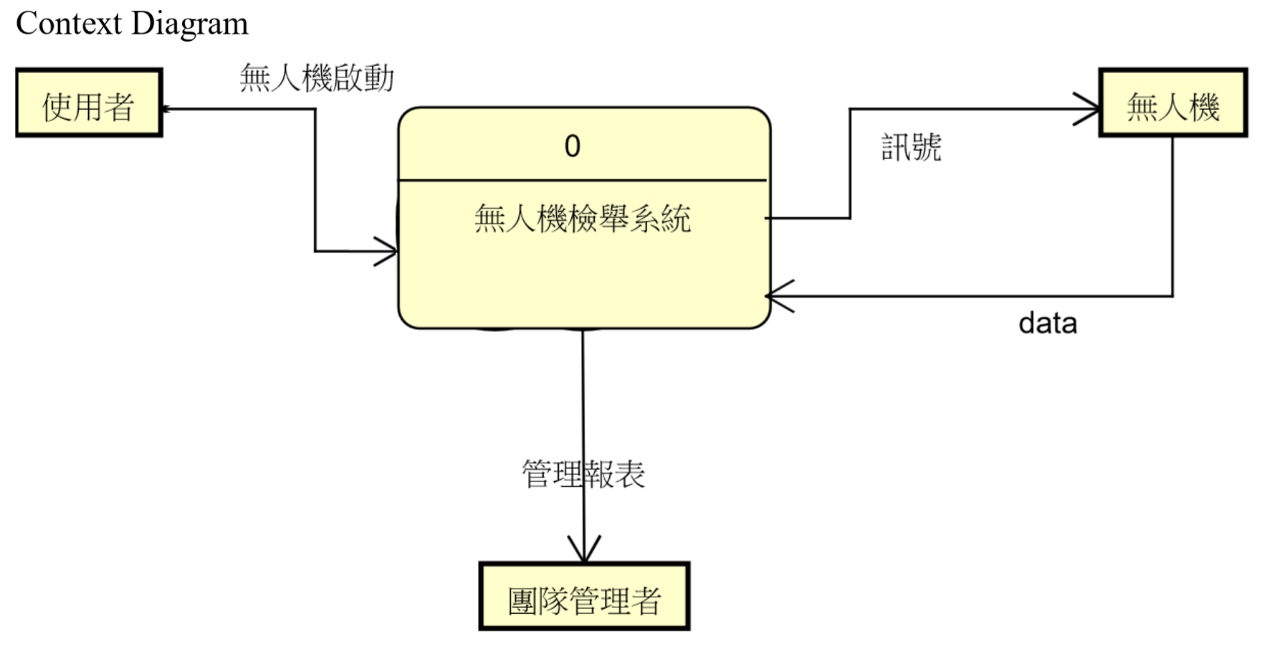 Context Diagram
無人機啟動
使用者
無人機
0
訊號
無人機檢舉系統
data
管理報表
團隊管理者